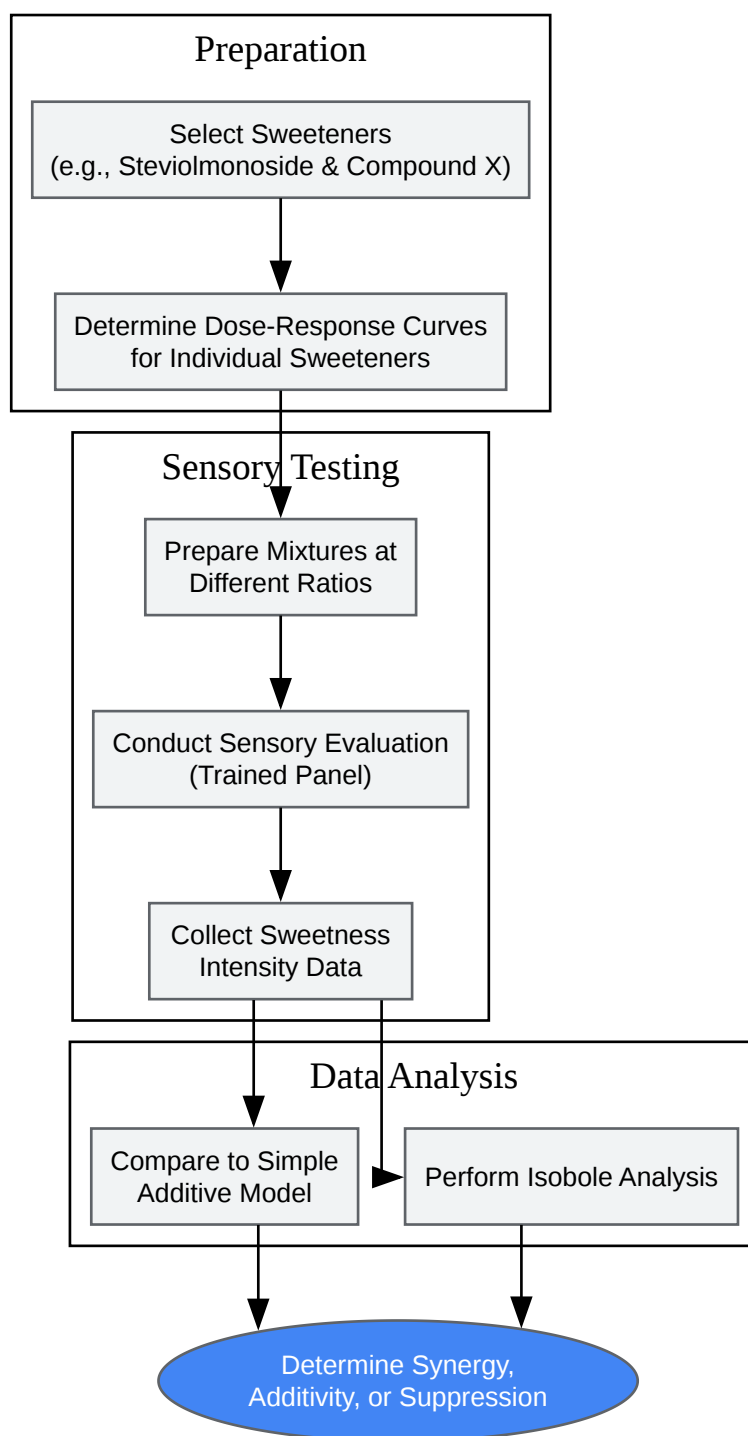 Preparation
Select Sweeteners
(e.g., Steviolmonoside & Compound X)
Determine Dose-Response Curves
for Individual Sweeteners
Sensory Testing
Prepare Mixtures at
Different Ratios
Conduct Sensory Evaluation
(Trained Panel)
Collect Sweetness
Intensity Data
Data Analysis
Compare to Simple
Additive Model
Perform Isobole Analysis
Determine Synergy,
Additivity, or Suppression